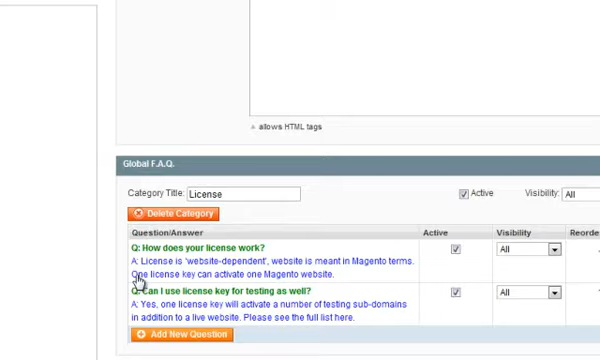 ▲ allows HTML tags
Global F.A.Q.
Category Title: License Active Visibility: All
Delete Category
Question/Answer Active Visibility Reorde
Q: How does your license work? All
A: License is 'website-dependent', website is meant in Magento terms.
One license key can activate one Magento website.
Q: Can I use license key for testing as well? All
A: Yes, one license key will activate a number of testing sub-domains
in addition to a live website. Please see the full list here.
Add New Question